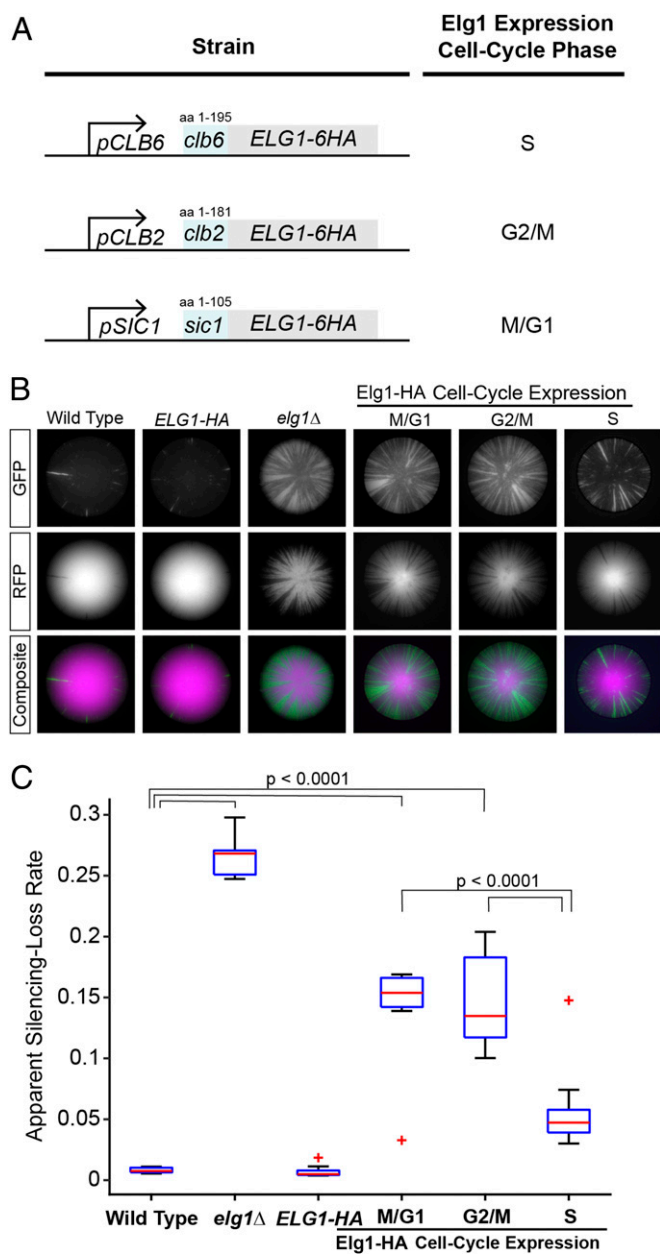 A
Strain
Elg1 Expression
Cell-Cycle Phase
aa 1-195
pCLB6 clb6 ELG1-6HA
S
aa 1-181
pCLB2 clb2 ELG1-6HA
G2/M
aa 1-105
pSIC1 sic1 ELG1-6HA
M/G1
B
Elg1-HA Cell-Cycle Expression
Wild Type ELG1-HA elg1Δ M/G1 G2/M S
GFP
RFP
Composite
C
p < 0.0001
p < 0.0001
Apparent Silencing-Loss Rate
0.3
0.25
0.2
0.15
0.1
0.05
0
Wild Type elg1Δ ELG1-HA M/G1 G2/M S
Elg1-HA Cell-Cycle Expression